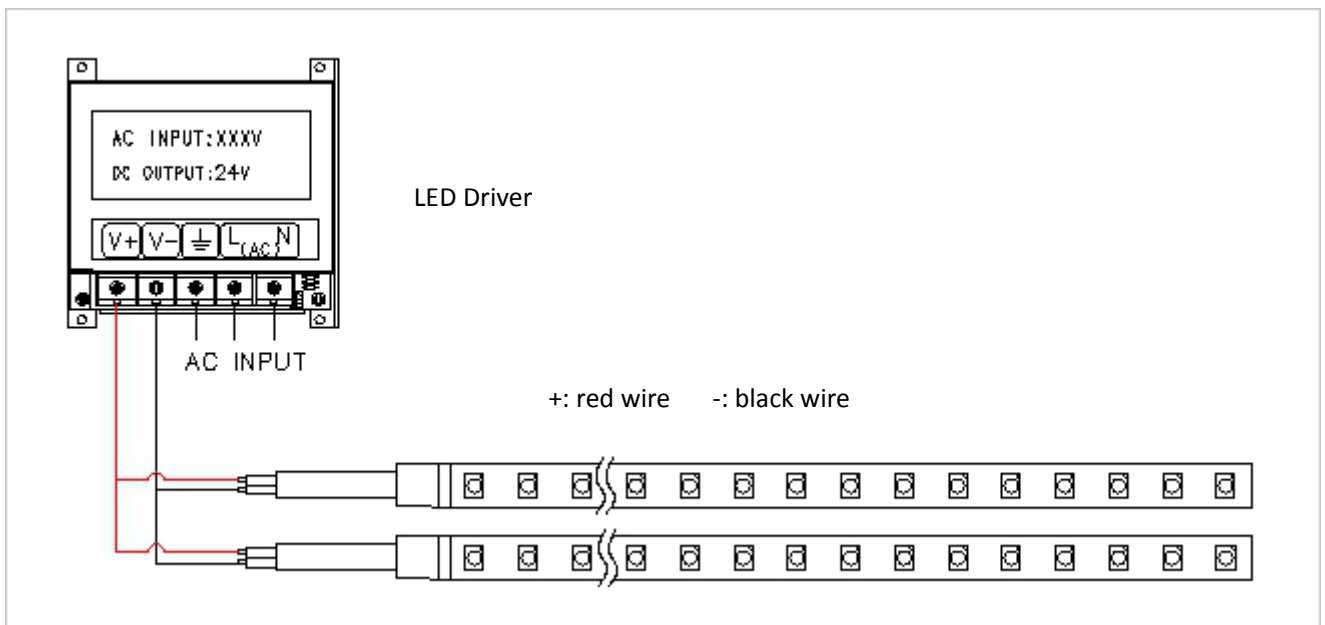 AC INPUT:XXXV
DC OUTPUT:24V
LED Driver
V+ V- L(AC)N
AC INPUT
+: red wire -: black wire